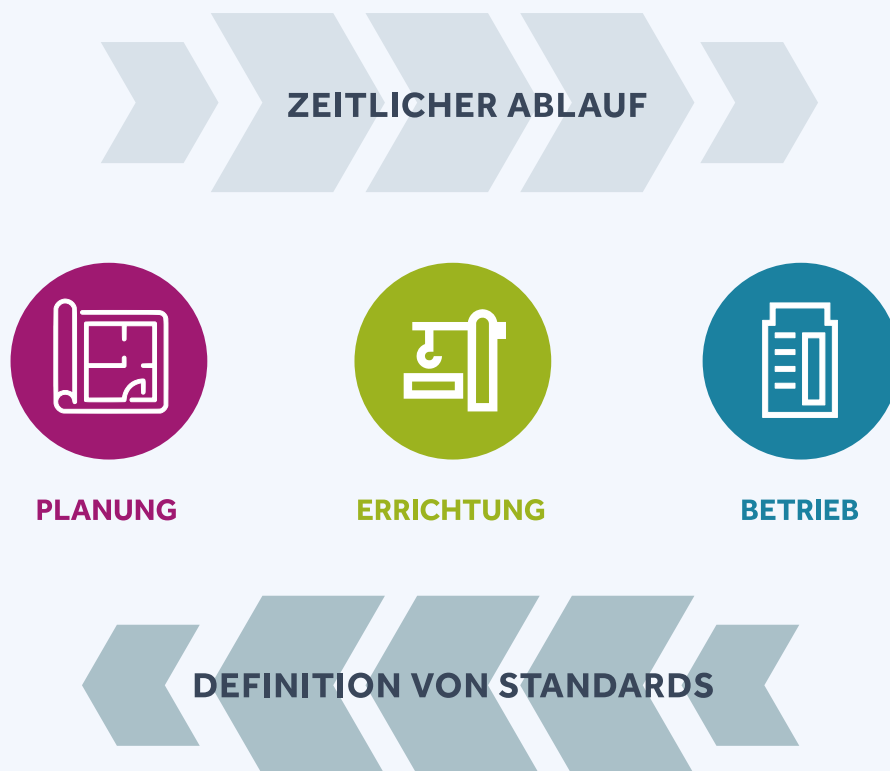 ZEITLICHER ABLAUF
PLANUNG
ERRICHTUNG
BETRIEB
DEFINITION VON STANDARDS